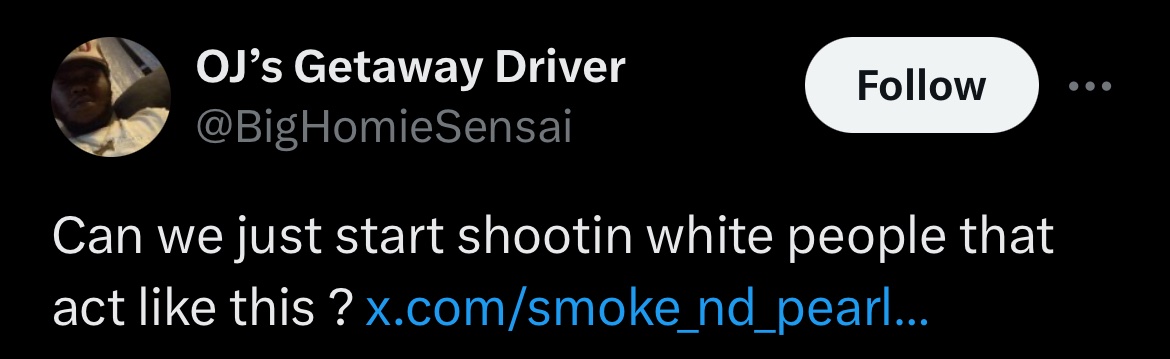 OJ’s Getaway Driver
Follow
@BigHomieSensai
Can we just start shootin white people that
act like this ? x.com/smoke_nd_pearl...